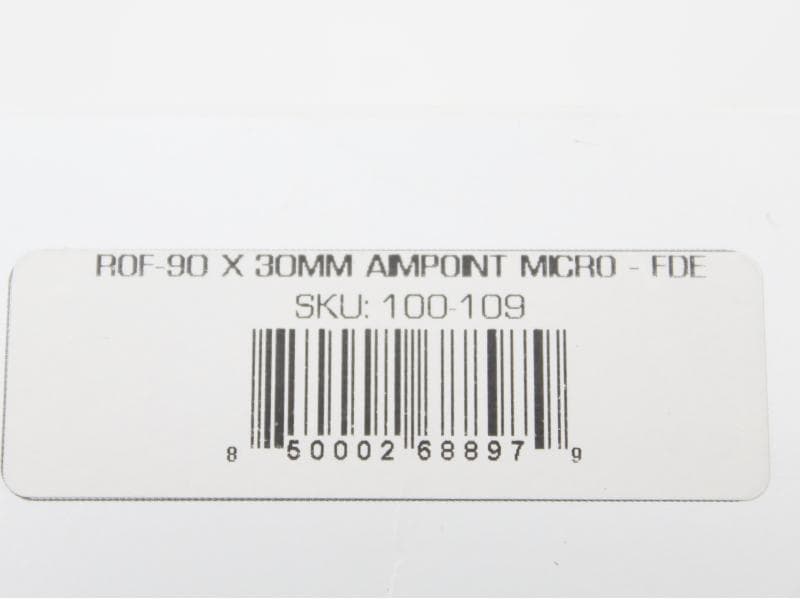 ROF-90 X 30MM AIMPOINT MICRO - FDE
SKU: 100-109
8 50002 68897 9